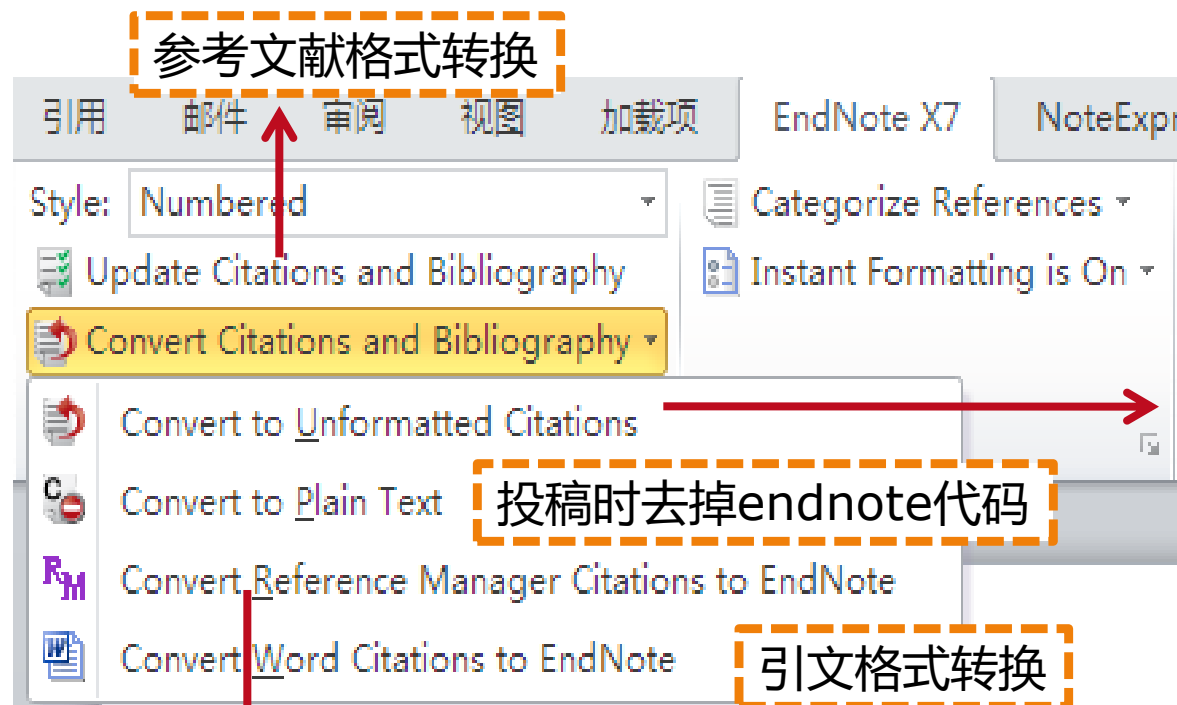 参考文献格式转换
引用 邮件 审阅 视图 加载项 EndNote X7 NoteExpr
Style: Numbered Categorize References
Update Citations and Bibliography Instant Formatting is On
Convert Citations and Bibliography
Convert to Unformatted Citations
Convert to Plain Text 投稿时去掉endnote代码
Convert Reference Manager Citations to EndNote
Convert Word Citations to EndNote 引文格式转换